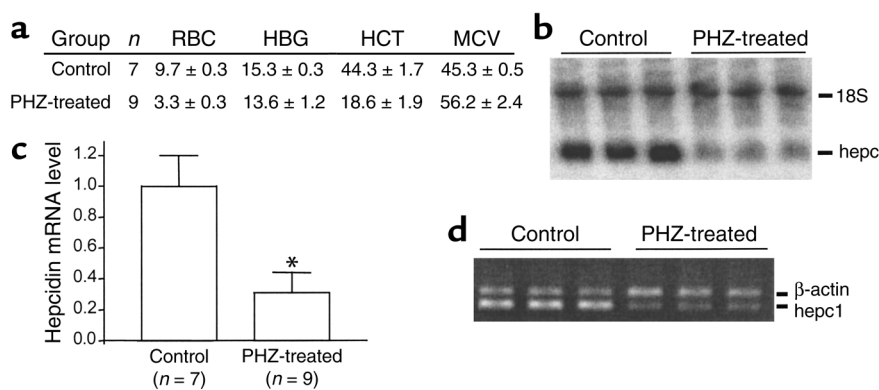 a
Group n RBC HBG HCT MCV
Control 7 9.7 ± 0.3 15.3 ± 0.3 44.3 ± 1.7 45.3 ± 0.5
PHZ-treated 9 3.3 ± 0.3 13.6 ± 1.2 18.6 ± 1.9 56.2 ± 2.4
b
Control PHZ-treated
18S
hepc
c
Hepcidin mRNA level
1.2
1.0
0.8
0.6
0.4
0.2
0.0
*
Control PHZ-treated
(n = 7) (n = 9)
d
Control PHZ-treated
β-actin
hepc1